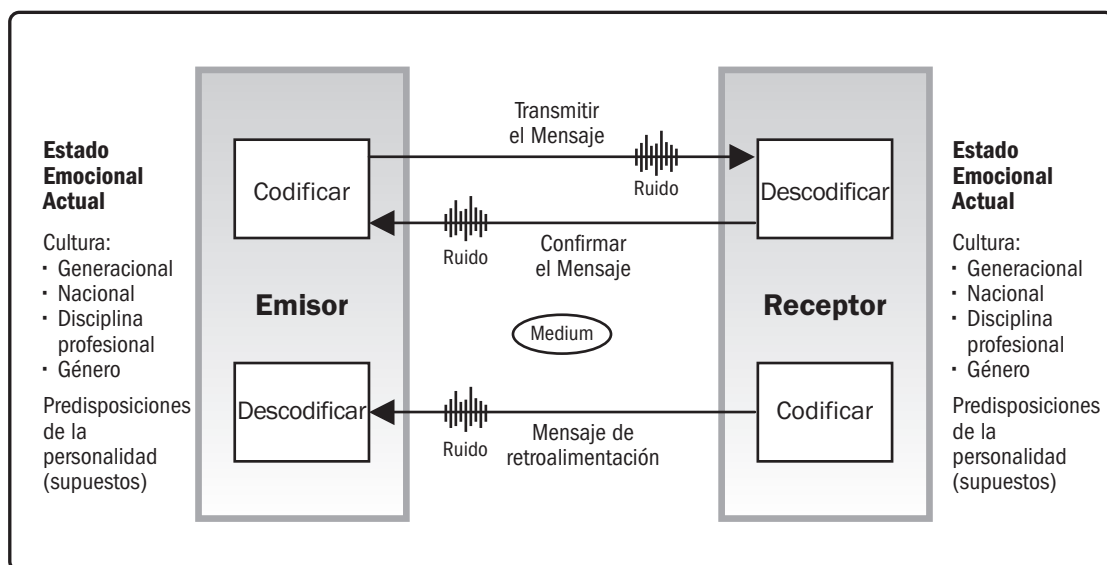 Estado
Emocional
Actual
Cultura:
· Generacional
· Nacional
· Disciplina
profesional
· Género
Predisposiciones
de la
personalidad
(supuestos)
Codificar
Emisor
Descodificar
Transmitir
el Mensaje
Ruido
Ruido
Confirmar
el Mensaje
Medium
Ruido
Mensaje de
retroalimentación
Descodificar
Receptor
Codificar
Estado
Emocional
Actual
Cultura:
· Generacional
· Nacional
· Disciplina
profesional
· Género
Predisposiciones
de la
personalidad
(supuestos)